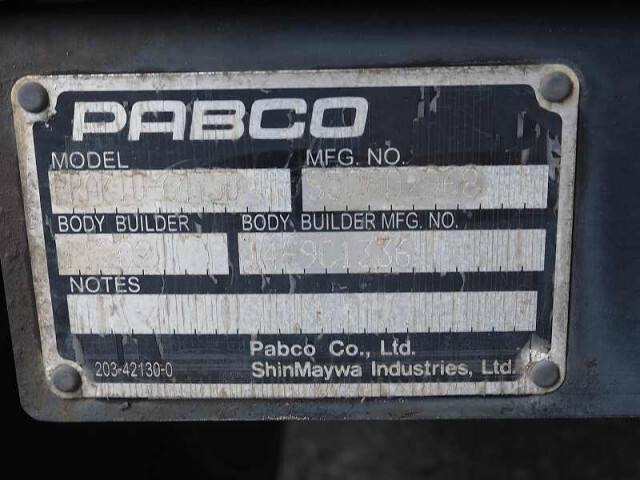 PABCO
MODEL MFG. NO.
BODY BUILDER BODY BUILDER MFG. NO.
NOTES
Pabco Co., Ltd.
203-42130-0 ShinMaywa Industries, Ltd.